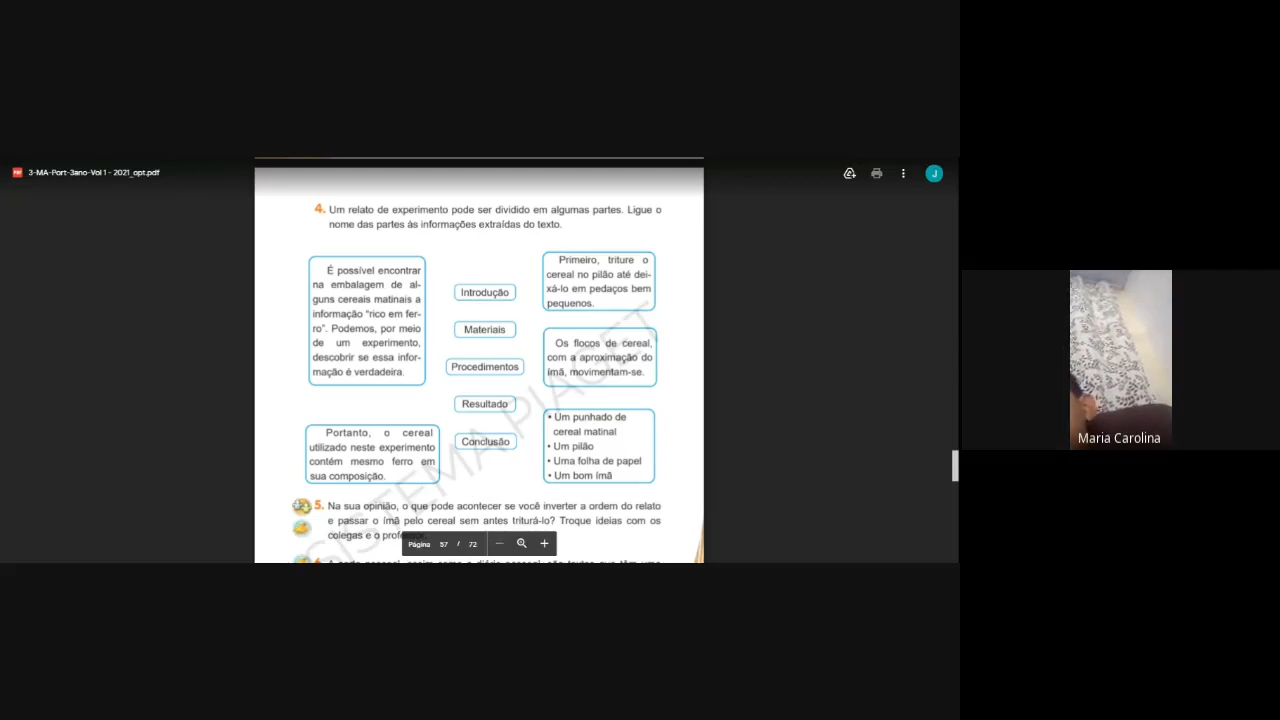 3-MA-Port-3ano-Vol 1 - 2021_opt.pdf
J
4. Um relato de experimento pode ser dividido em algumas partes. Ligue o
nome das partes às informações extraídas do texto.
É possível encontrar
na embalagem de al-
guns cereais matinais a
informação “rico em fer-
ro”. Podemos, por meio
de um experimento,
descobrir se essa infor-
mação é verdadeira.
Portanto, o cereal
utilizado neste experimento
contém mesmo ferro em
sua composição.
Introdução
Materiais
Procedimentos
Resultado
Conclusão
Primeiro, triture o
cereal no pilão até dei-
xá-lo em pedaços bem
pequenos.
Os flocos de cereal,
com a aproximação do
ímã, movimentam-se.
• Um punhado de
cereal matinal
• Um pilão
• Uma folha de papel
• Um bom ímã
5. Na sua opinião, o que pode acontecer se você inverter a ordem do relato
e passar o ímã pelo cereal sem antes triturá-lo? Troque ideias com os
colegas e o
Página 57 / 72
SISTEMA PIAGET
Maria Carolina